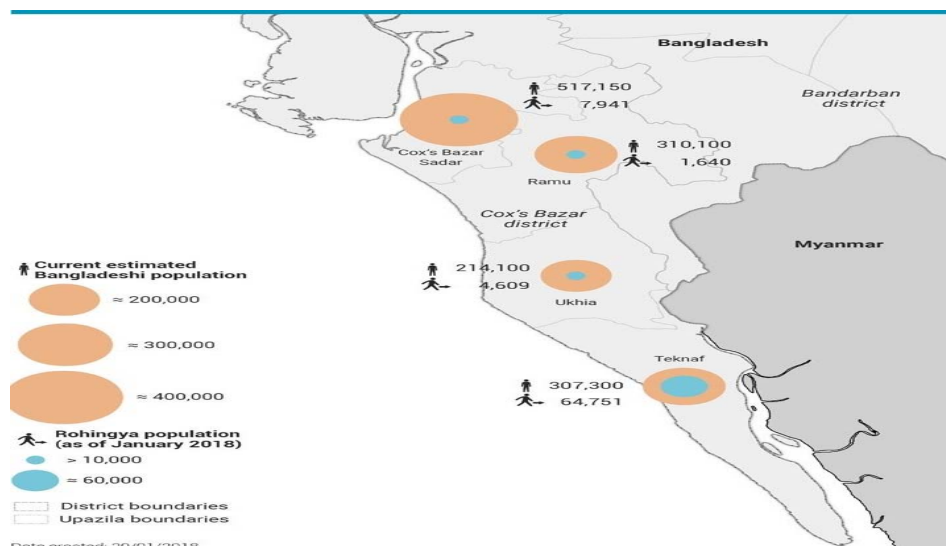 Bangladesh
517,150
7,941
Bandarban
district
Cox's Bazar
Sadar
310,100
1,640
Ramu
Cox's Bazar
district
Myanmar
214,100
4,609
Ukhia
Teknaf
307,300
64,751
Current estimated
Bangladeshi population
≈ 200,000
≈ 300,000
≈ 400,000
Rohingya population
(as of January 2018)
> 10,000
≈ 60,000
District boundaries
Upazila boundaries